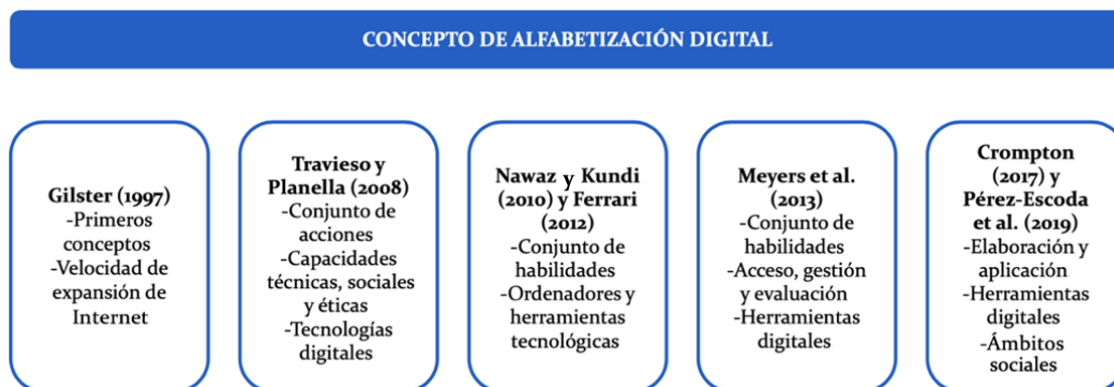 CONCEPTO DE ALFABETIZACIÓN DIGITAL
Gilster (1997)
-Primeros
conceptos
-Velocidad de
expansión de
Internet
Travieso y
Planella (2008)
-Conjunto de
acciones
-Capacidades
técnicas, sociales
y éticas
-Tecnologías
digitales
Nawaz y Kundi
(2010) y Ferrari
(2012)
-Conjunto de
habilidades
-Ordenadores y
herramientas
tecnológicas
Meyers et al.
(2013)
-Conjunto de
habilidades
-Acceso, gestión
y evaluación
-Herramientas
digitales
Crompton
(2017) y
Pérez-Escoda
et al. (2019)
-Elaboración y
aplicación
-Herramientas
digitales
-Ámbitos
sociales